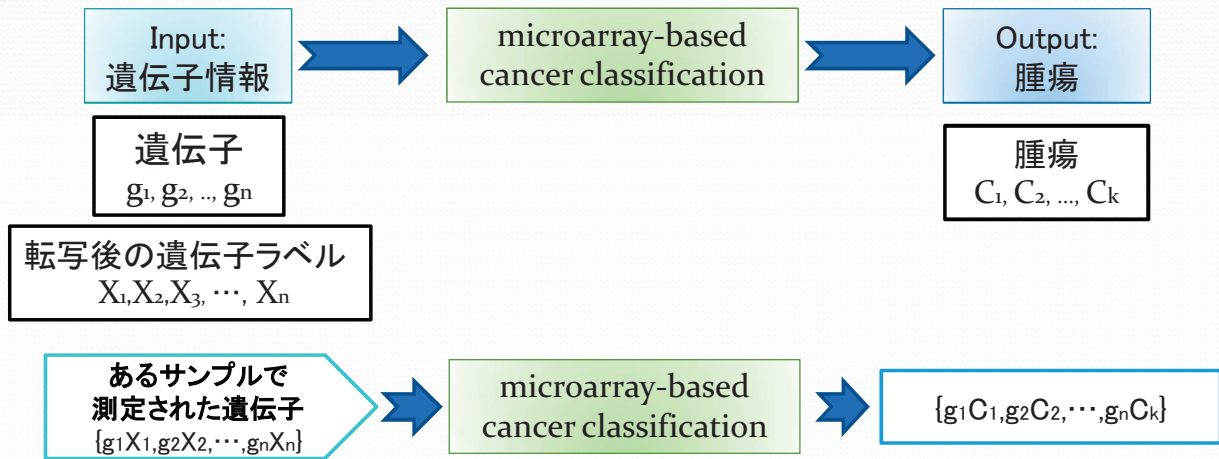 Input:
遺伝子情報
microarray-based
cancer classification
Output:
腫瘍
遺伝子
g₁, g₂, .., gn
腫瘍
C₁, C₂, ..., Ck
転写後の遺伝子ラベル
X₁,X₂,X₃, …, Xn
あるサンプルで
測定された遺伝子
{g₁X₁,g₂X₂,…,gnXn}
microarray-based
cancer classification
{g₁C₁,g₂C₂,…,gnCk}